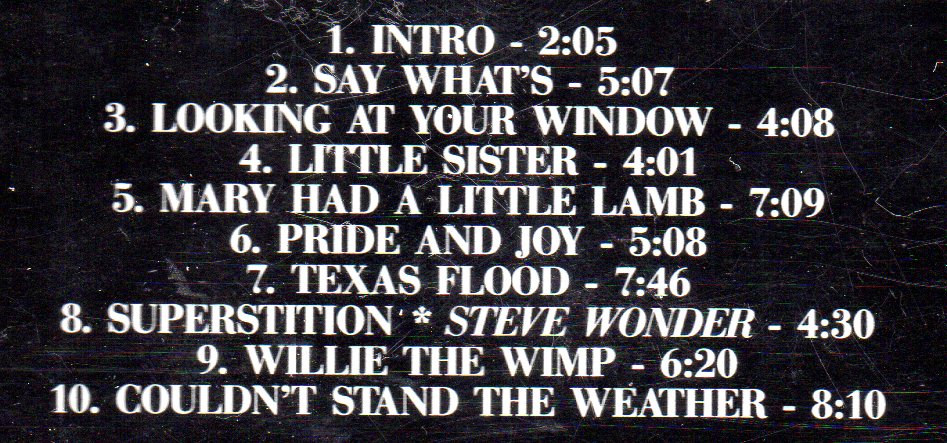 1. INTRO - 2:05
2. SAY WHAT'S - 5:07
3. LOOKING AT YOUR WINDOW - 4:08
4. LITTLE SISTER - 4:01
5. MARY HAD A LITTLE LAMB - 7:09
6. PRIDE AND JOY - 5:08
7. TEXAS FLOOD - 7:46
8. SUPERSTITION * STEVE WONDER - 4:30
9. WILLIE THE WIMP - 6:20
10. COULDN'T STAND THE WEATHER - 8:10